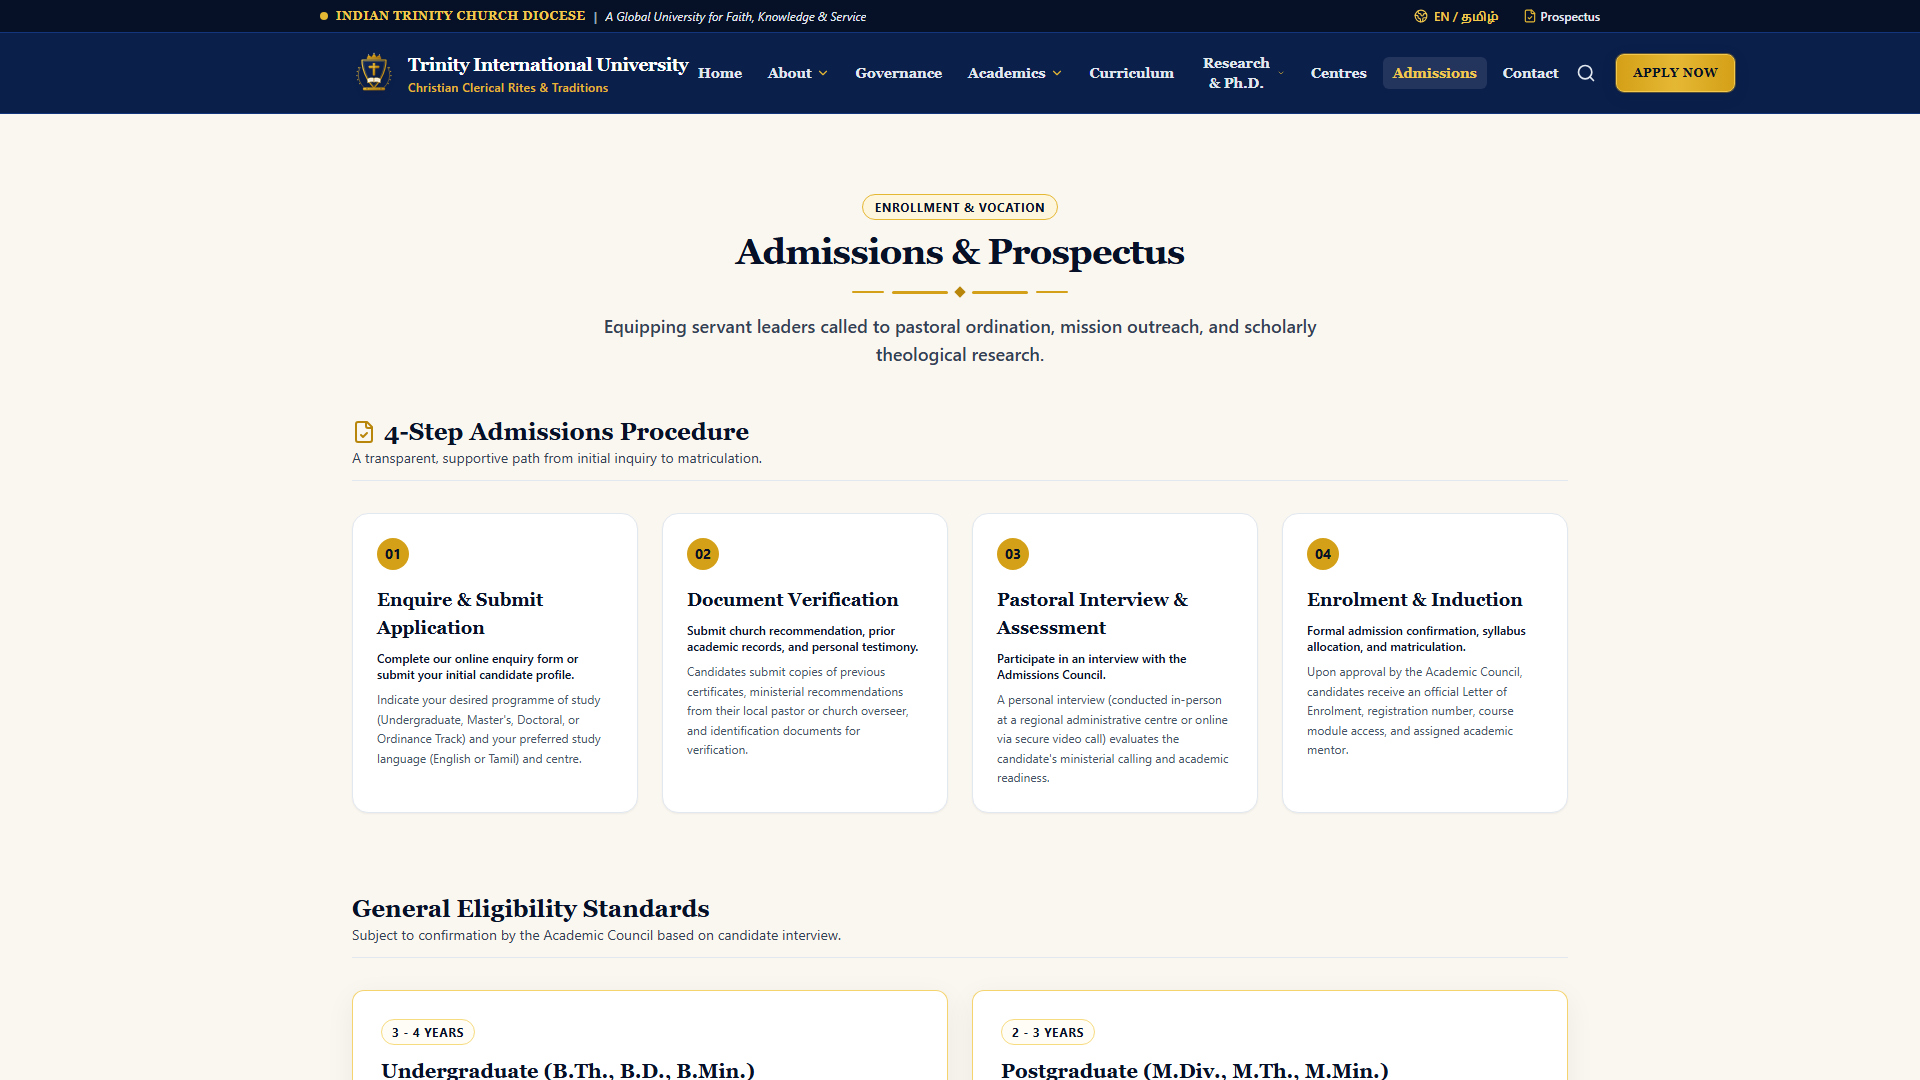 INDIAN TRINITY CHURCH DIOCESE | A Global University for Faith, Knowledge & Service
EN / தமிழ்
Prospectus
Trinity International University
Christian Clerical Rites & Traditions
Home
About
Governance
Academics
Curriculum
Research
& Ph.D.
Centres
Admissions
Contact
APPLY NOW
ENROLLMENT & VOCATION
Admissions & Prospectus
Equipping servant leaders called to pastoral ordination, mission outreach, and scholarly
theological research.
4-Step Admissions Procedure
A transparent, supportive path from initial inquiry to matriculation.
01
Enquire & Submit
Application
Complete our online enquiry form or
submit your initial candidate profile.
Indicate your desired programme of study
(Undergraduate, Master's, Doctoral, or
Ordinance Track) and your preferred study
language (English or Tamil) and centre.
02
Document Verification
Submit church recommendation, prior
academic records, and personal testimony.
Candidates submit copies of previous
certificates, ministerial recommendations
from their local pastor or church overseer,
and identification documents for
verification.
03
Pastoral Interview &
Assessment
Participate in an interview with the
Admissions Council.
A personal interview (conducted in-person
at a regional administrative centre or online
via secure video call) evaluates the
candidate's ministerial calling and academic
readiness.
04
Enrolment & Induction
Formal admission confirmation, syllabus
allocation, and matriculation.
Upon approval by the Academic Council,
candidates receive an official Letter of
Enrolment, registration number, course
module access, and assigned academic
mentor.
General Eligibility Standards
Subject to confirmation by the Academic Council based on candidate interview.
3 - 4 YEARS
Undergraduate (B.Th., B.D., B.Min.)
2 - 3 YEARS
Postgraduate (M.Div., M.Th., M.Min.)